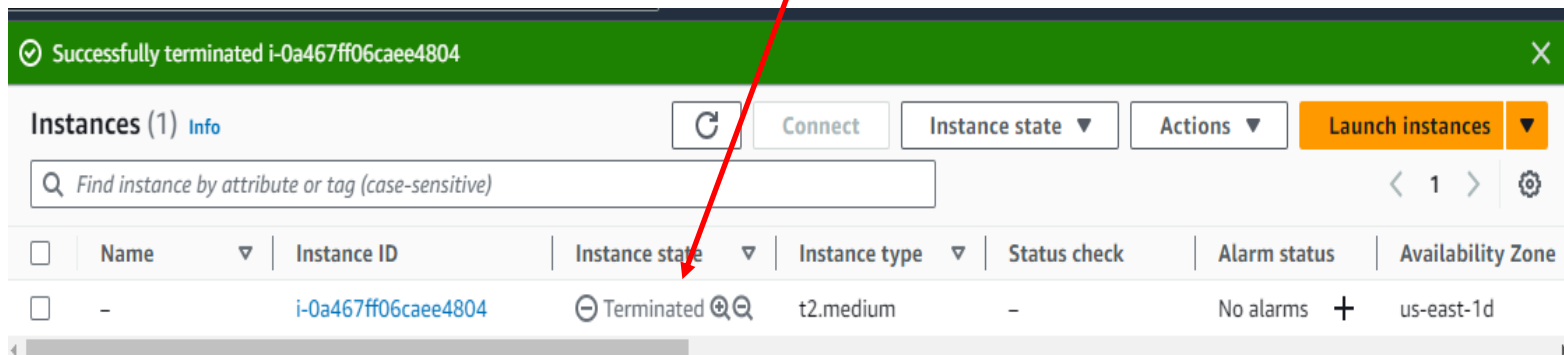 Successfully terminated i-0a467ff06caee4804
Instances (1) Info
Connect
Instance state
Actions
Launch instances
Find instance by attribute or tag (case-sensitive)
1
Name Instance ID Instance state Instance type Status check Alarm status Availability Zone
– i-0a467ff06caee4804 Terminated t2.medium – No alarms + us-east-1d